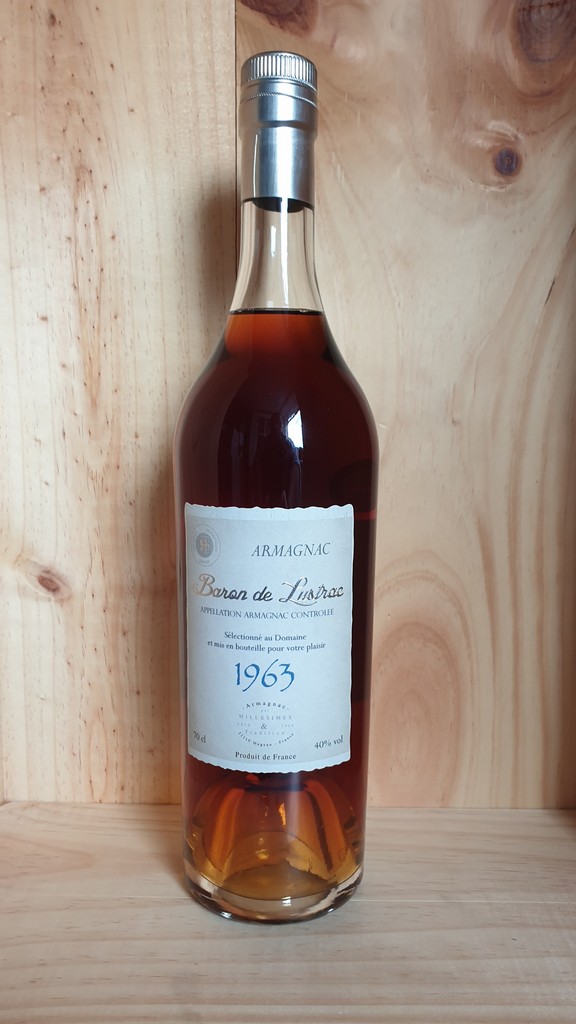 ARMAGNAC
Baron de Lustrac
APPELLATION ARMAGNAC CONTROLEE
Sélectionné au Domaine
et mis en bouteille pour votre plaisir
1963
Armagnac
MILLESIMES
&
Tradition
70 cl
40% vol
Produit de France